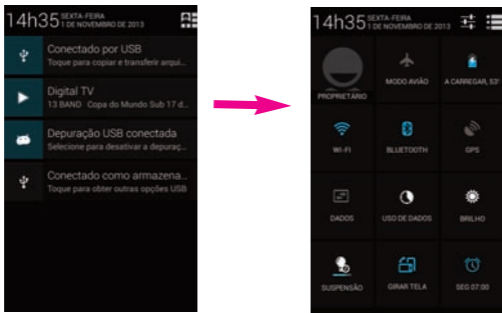 14h35 SEXTA-FEIRA
1 DE NOVEMBRO DE 2013
Conectado por USB
Toque para copiar e transferir arqui...
Digital TV
13 BAND Copa do Mundo Sub 17 d...
Depuração USB conectada
Selecione para desativar a depuraç...
Conectado como armazena...
Toque para obter outras opções USB
14h35 SEXTA-FEIRA
1 DE NOVEMBRO DE 2013
PROPRIETÁRIO
MODO AVIÃO
A CARREGAR, 53%
WI-FI
BLUETOOTH
GPS
DADOS
USO DE DADOS
BRILHO
SUSPENSÃO
GIRAR TELA
SEG 07:00